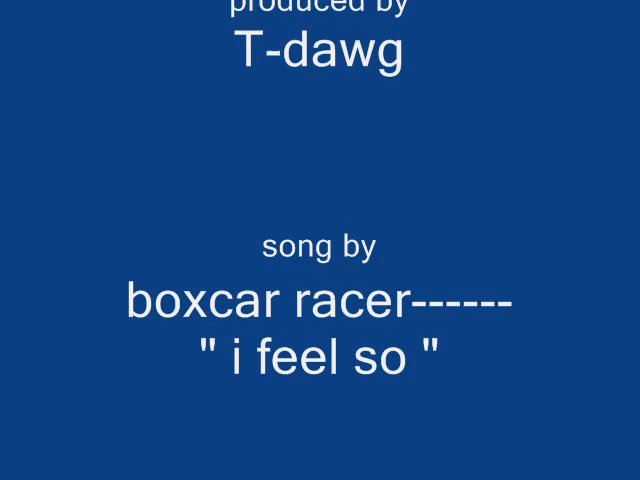 produced by
T-dawg
song by
boxcar racer------
" i feel so "